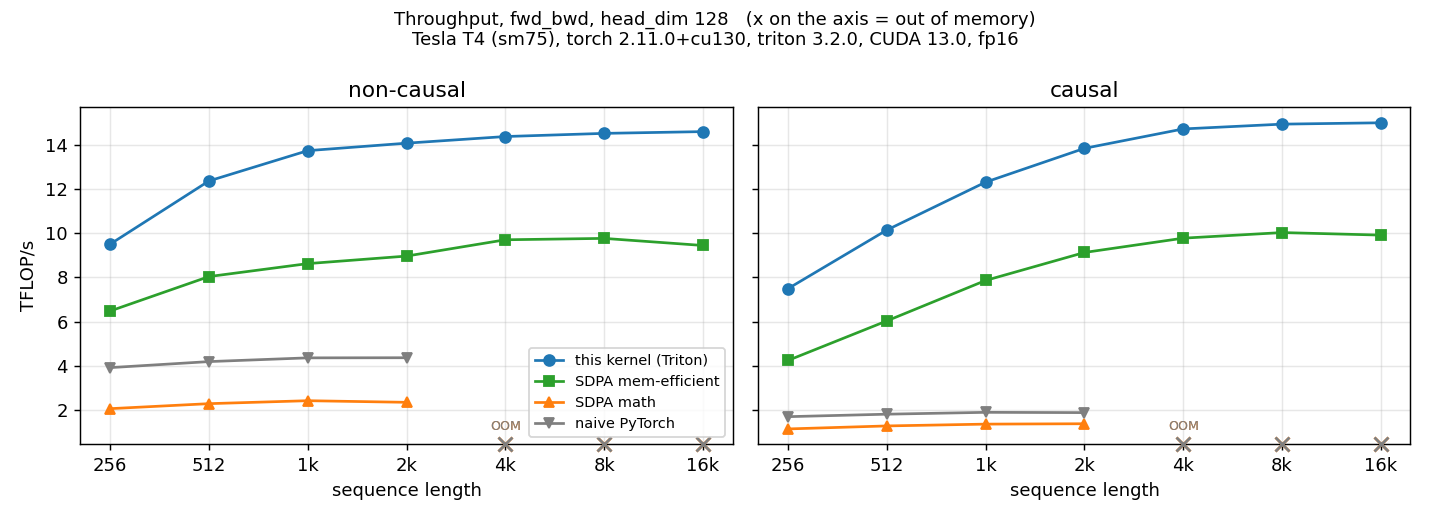 Throughput, fwd_bwd, head_dim 128   (x on the axis = out of memory)
Tesla T4 (sm75), torch 2.11.0+cu130, triton 3.2.0, CUDA 13.0, fp16
non-causal
TFLOP/s
14
12
10
8
6
4
2
this kernel (Triton)
SDPA mem-efficient
SDPA math
naive PyTorch
OOM
256 512 1k 2k 4k 8k 16k
sequence length
causal
OOM
256 512 1k 2k 4k 8k 16k
sequence length